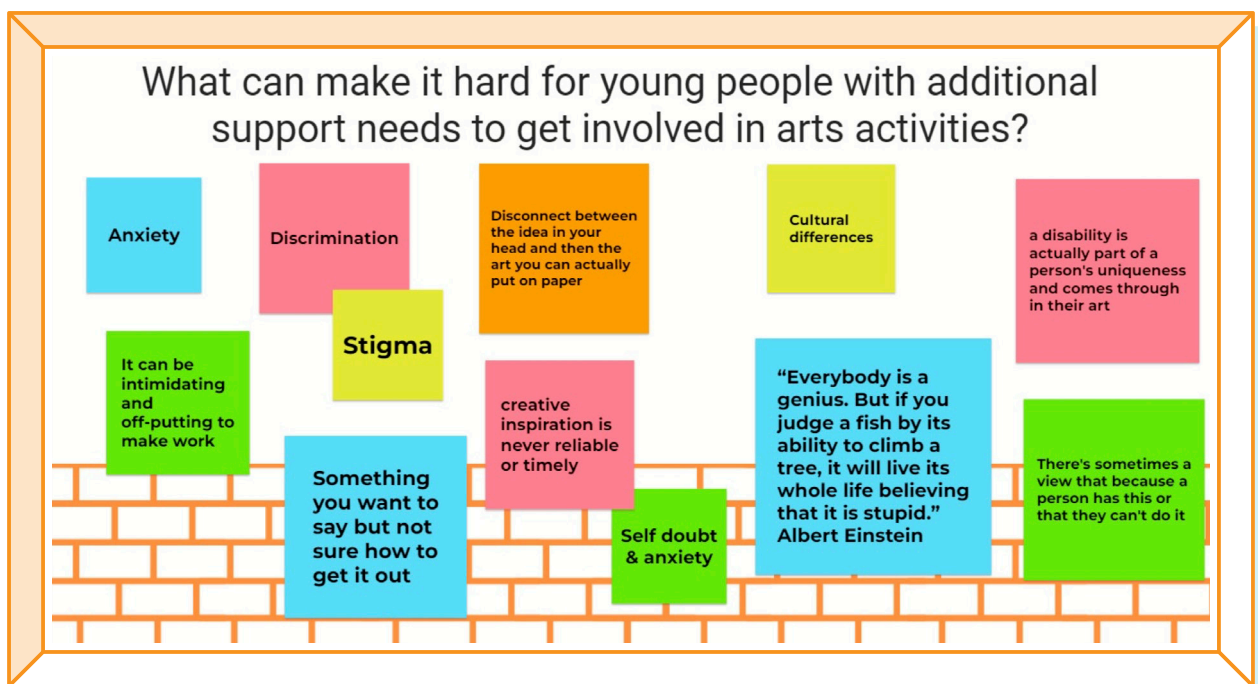 What can make it hard for young people with additional
support needs to get involved in arts activities?
Anxiety
Discrimination
Disconnect between
the idea in your
head and then the
art you can actually
put on paper
Cultural
differences
a disability is
actually part of a
person's uniqueness
and comes through
in their art
It can be
intimidating
and
off-putting to
make work
Stigma
creative
inspiration is
never reliable
or timely
“Everybody is a
genius. But if you
judge a fish by its
ability to climb a
tree, it will live its
whole life believing
that it is stupid.”
Albert Einstein
There's sometimes a
view that because a
person has this or
that they can't do it
Something
you want to
say but not
sure how to
get it out
Self doubt
& anxiety